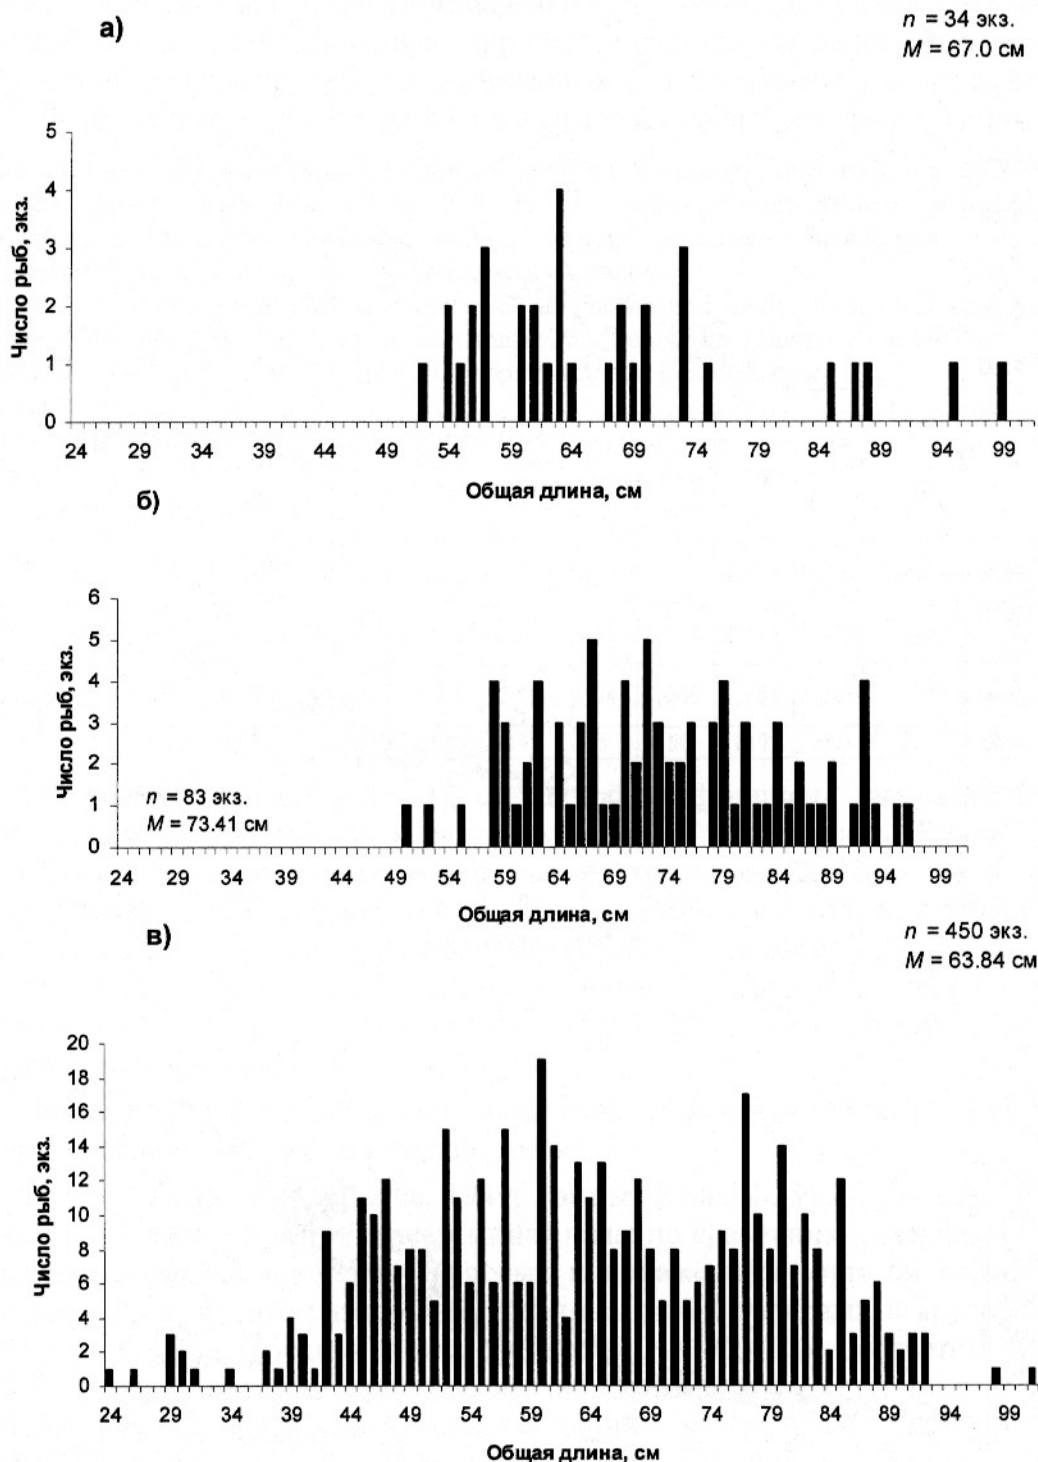 а)
n = 34 экз.
M = 67.0 см
Число рыб, экз.
5
4
3
2
1
0
24 29 34 39 44 49 54 59 64 69 74 79 84 89 94 99
Общая длина, см
б)
Число рыб, экз.
6
5
4
3
2
1
0
n = 83 экз.
M = 73.41 см
24 29 34 39 44 49 54 59 64 69 74 79 84 89 94 99
Общая длина, см
в)
n = 450 экз.
M = 63.84 см
Число рыб, экз.
20
18
16
14
12
10
8
6
4
2
0
24 29 34 39 44 49 54 59 64 69 74 79 84 89 94 99
Общая длина, см